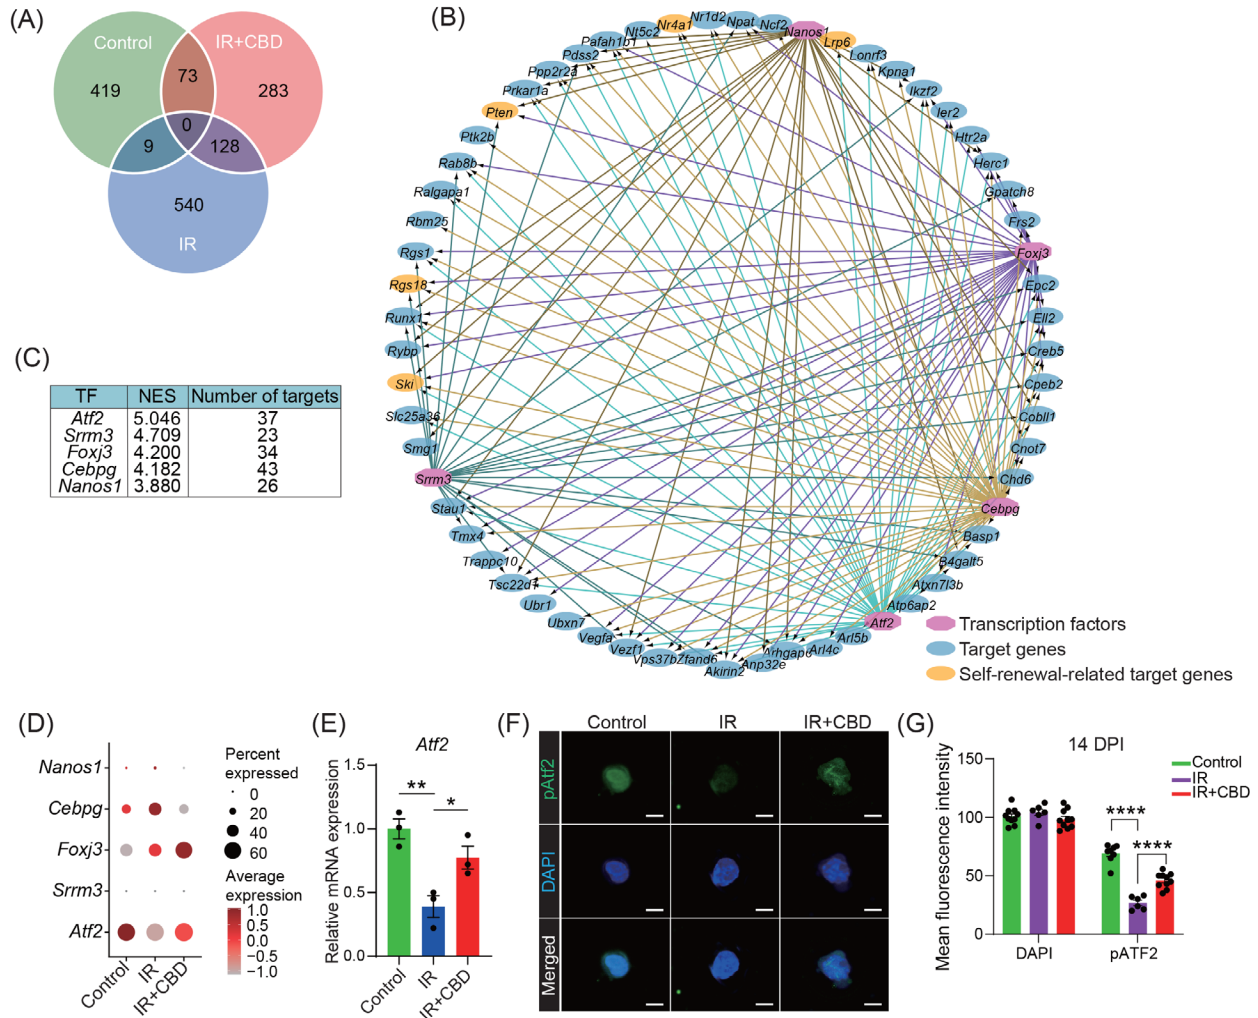 (A)
Control
IR+CBD
419
73
283
0
9
128
540
IR
(B)
Nr1d2
Npat
Ncf2
Nanos1
Lrp6
Lonrf3
Kpna1
Ikzf2
Ier2
Htr2a
Herc1
Gpatch8
Frs2
Foxj3
Epc2
Ell2
Creb5
Cpeb2
Cobll1
Cnot7
Chd6
Cebpg
Basp1
B4galt5
Atxn7l3b
Atp6ap2
Atf2
Arl5b
Arl4c
Arhgap6
Anp32e
Akirin2
Zfand6
Vps37b
Vezf1
Vegfa
Ubxn7
Ubr1
Tsc22d1
Trappc10
Tmx4
Stau1
Srrm3
Smg1
Slc25a36
Ski
Rybp
Runx1
Rgs18
Rgs1
Rbm25
Ralgapa1
Rab8b
Ptk2b
Pten
Prkar1a
Ppp2r2a
Pdss2
Pafah1b1
Nt5c2
Nr4a1
Transcription factors
Target genes
Self-renewal-related target genes
(C)
TF NES Number of targets
Atf2 5.046 37
Srrm3 4.709 23
Foxj3 4.200 34
Cebpg 4.182 43
Nanos1 3.880 26
(D)
Nanos1
Cebpg
Foxj3
Srrm3
Atf2
Control
IR
IR+CBD
Percent
expressed
0
20
40
60
Average
expression
1.0
0.5
0.0
−0.5
−1.0
(E)
Atf2
Relative mRNA expression
1.5
1.0
0.5
0.0
**
*
Control
IR
IR+CBD
(F)
Control IR IR+CBD
pAtf2
DAPI
Merged
(G)
14 DPI
Mean fluorescence intensity
150
100
50
0
****
****
DAPI
pATF2
Control
IR
IR+CBD